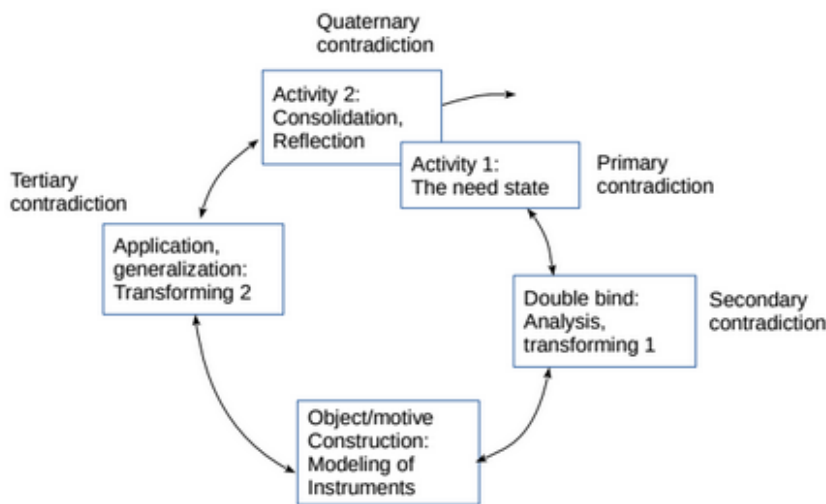 Quaternary
contradiction
Activity 2:
Consolidation,
Reflection
Activity 1:
The need state
Primary
contradiction
Tertiary
contradiction
Application,
generalization:
Transforming 2
Double bind:
Analysis,
transforming 1
Secondary
contradiction
Object/motive
Construction:
Modeling of
Instruments